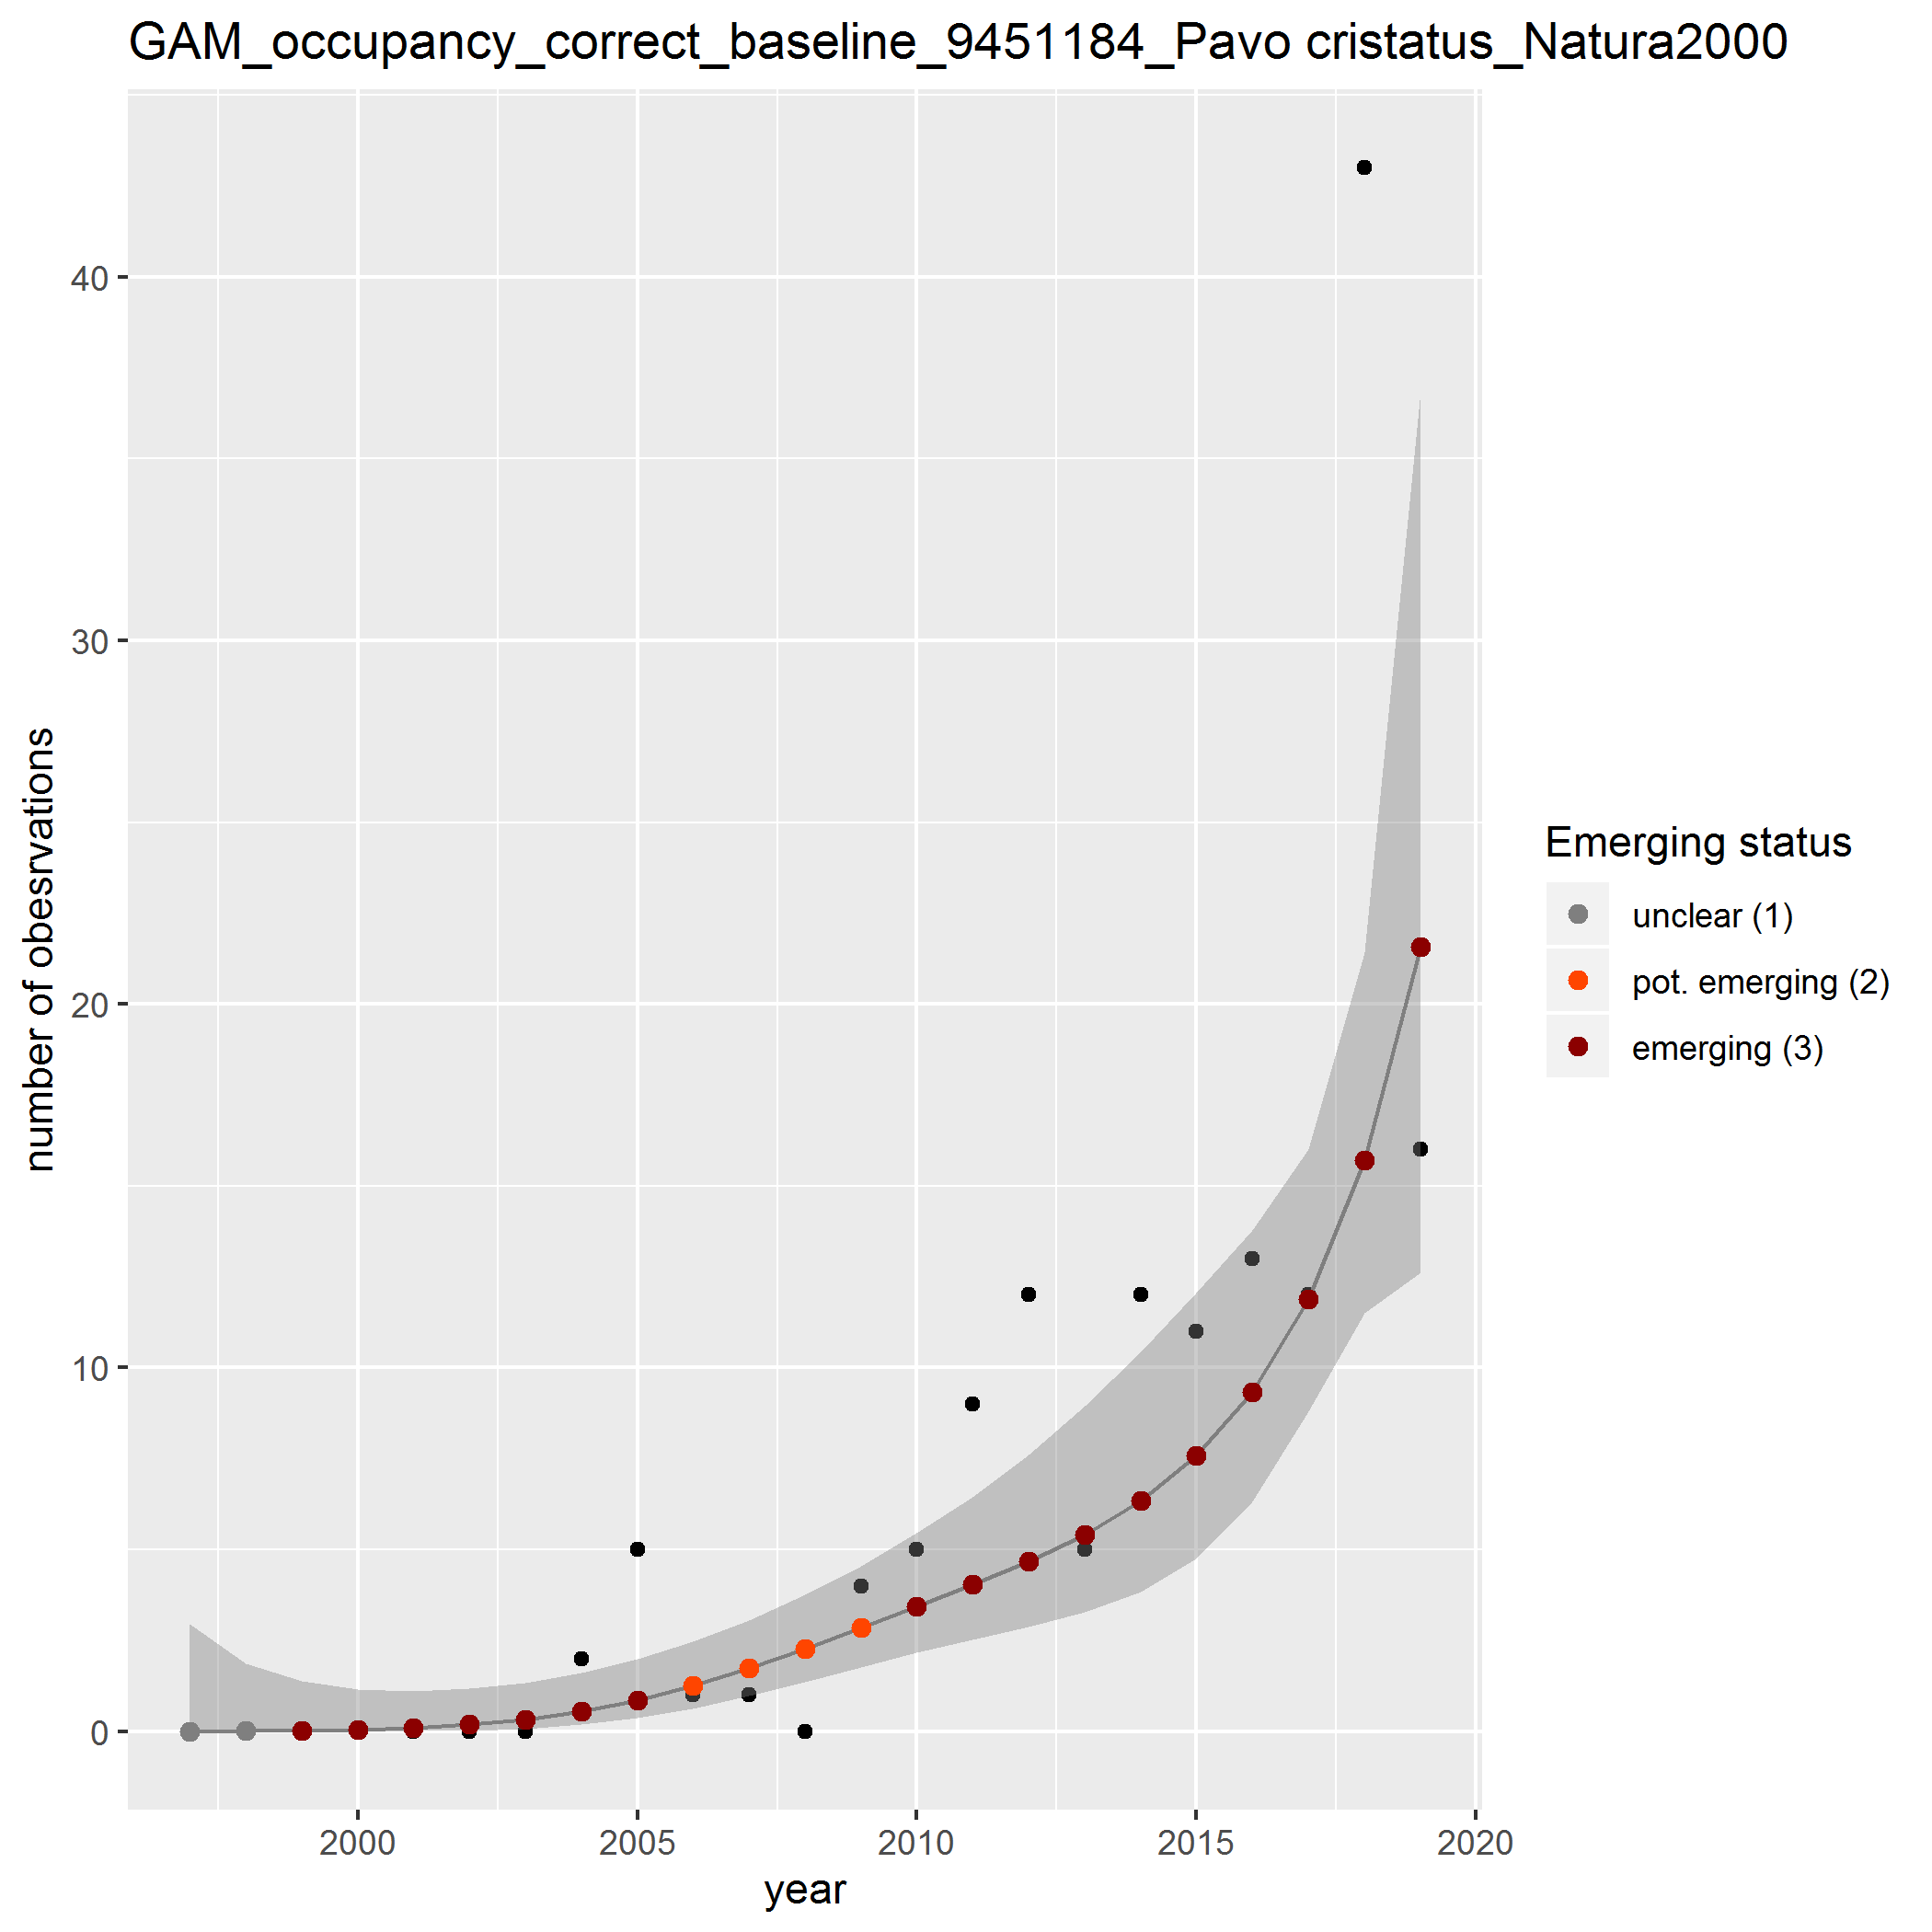 GAM_occupancy_correct_baseline_9451184_Pavo cristatus_Natura2000
40
30
20
10
0
number of obesrvations
2000 2005 2010 2015 2020
year
Emerging status
unclear (1)
pot. emerging (2)
emerging (3)